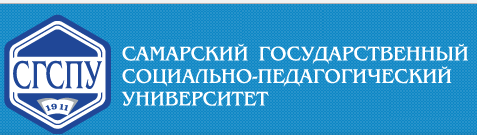 СГСПУ
1911
САМАРСКИЙ ГОСУДАРСТВЕННЫЙ
СОЦИАЛЬНО-ПЕДАГОГИЧЕСКИЙ
УНИВЕРСИТЕТ